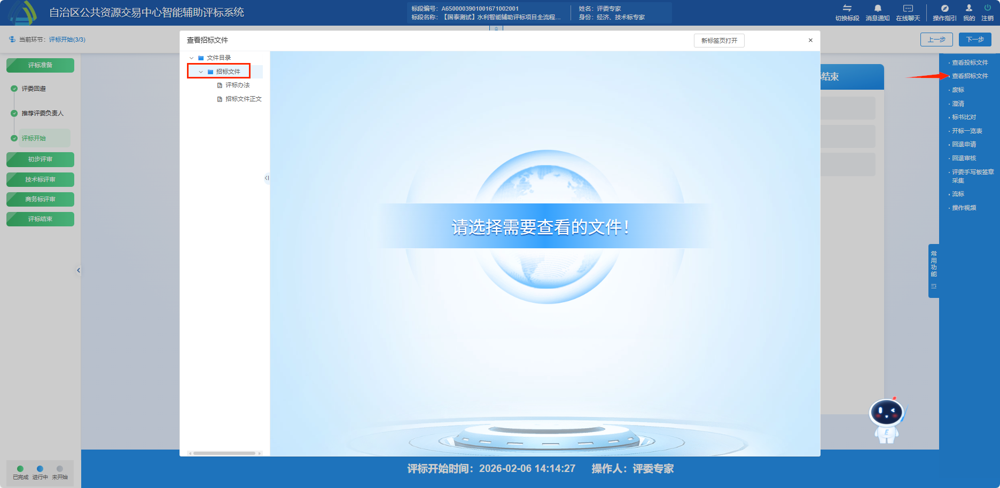 自治区公共资源交易中心智能辅助评标系统
标段编号：A6500003901001671002001
标段名称：【国泰测试】水利智能辅助评标项目全流程...
姓名：评委专家
身份：经济、技术标专家
切换标段
消息通知
在线聊天
操作指引
我的
注销
当前环节：评标开始(3/3)
上一步
下一步
评标准备
评委回避
推荐评委负责人
评标开始
初步评审
技术标评审
商务标评审
评标结束
已完成
进行中
未开始
查看招标文件
新标签页打开
文件目录
招标文件
评标办法
招标文件正文
请选择需要查看的文件！
结束
查看投标文件
查看招标文件
废标
澄清
标书比对
开标一览表
回退申请
回退审核
评委手写板签章
采集
流标
操作视频
常用功能
E
评标开始时间：2026-02-06 14:14:27 操作人：评委专家